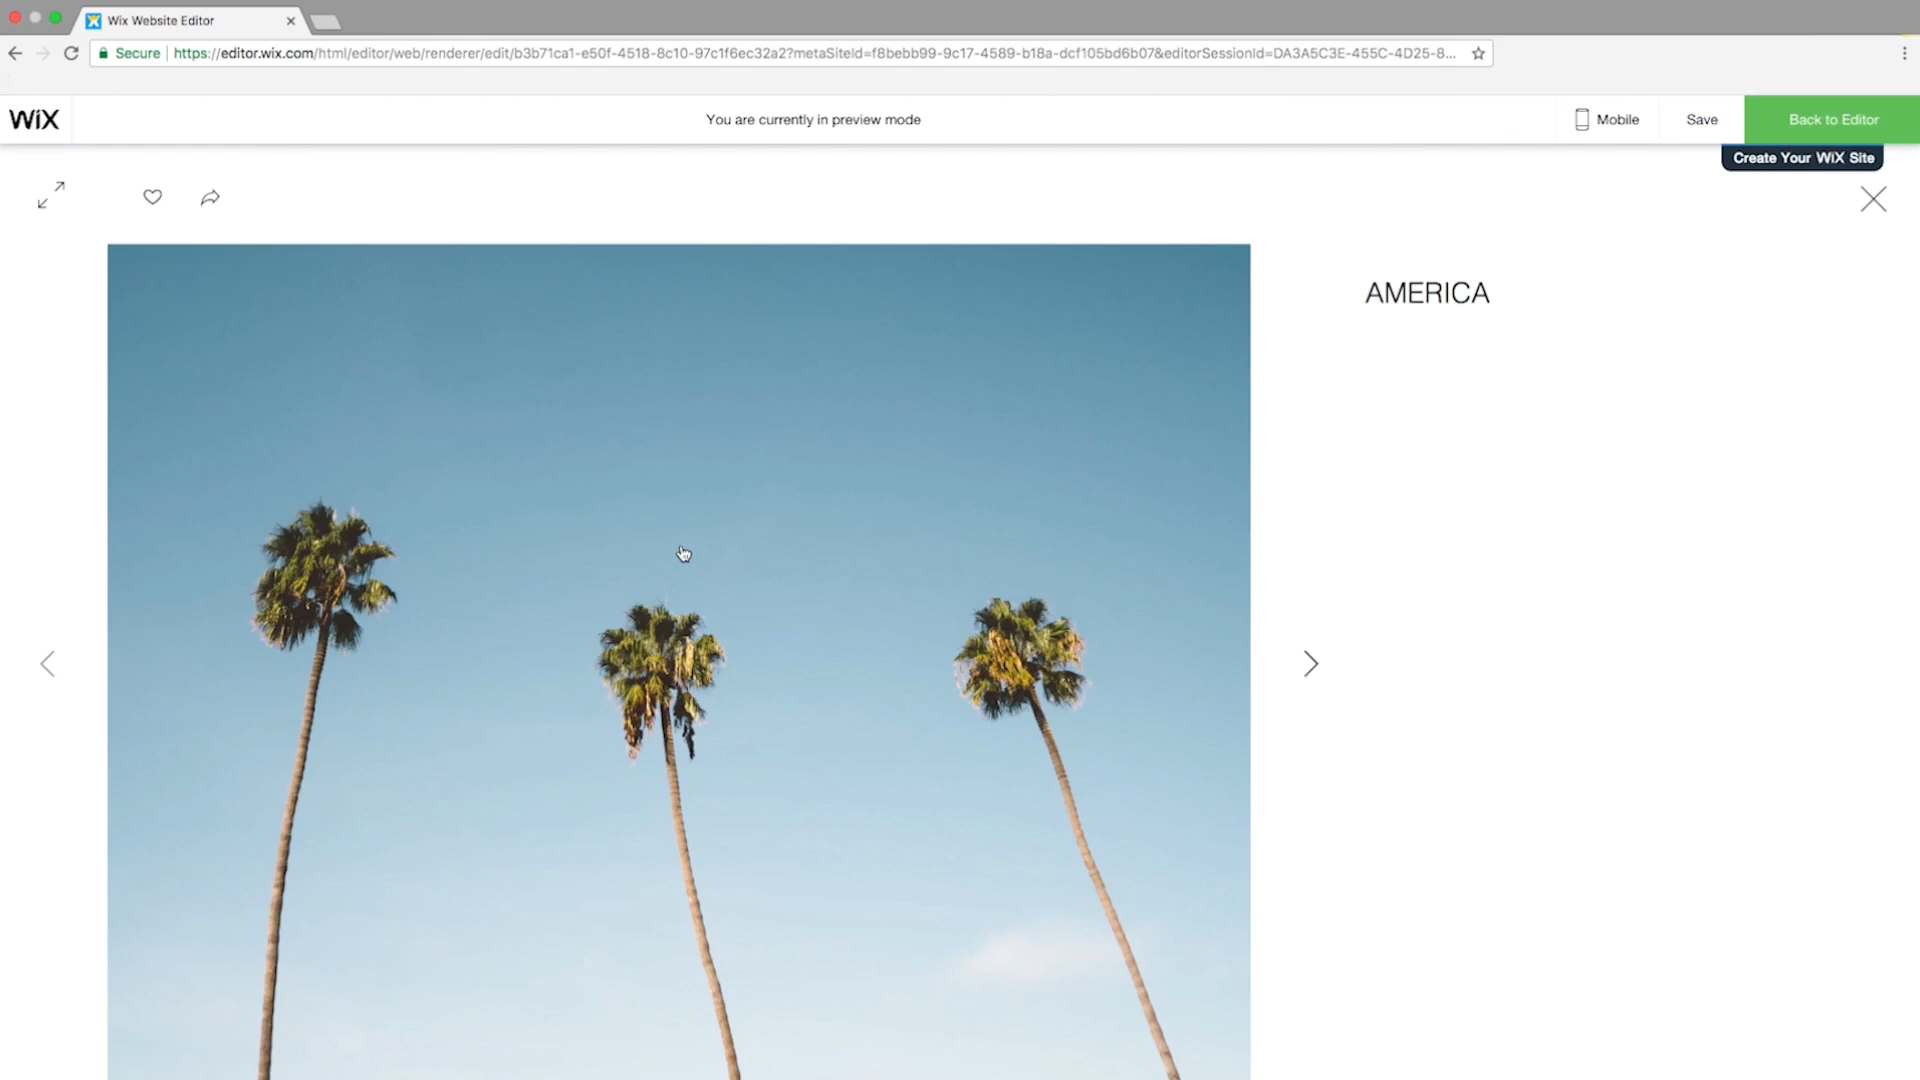 Wix Website Editor
Secure https://editor.wix.com/html/editor/web/renderer/edit/b3b71ca1-e50f-4518-8c10-97c1f6ec32a2?metaSiteId=f8bebb99-9c17-4589-b18a-dcf105bd6b07&editorSessionId=DA3A5C3E-455C-4D25-8...
WiX You are currently in preview mode Mobile Save Back to Editor
Create Your WiX Site
AMERICA